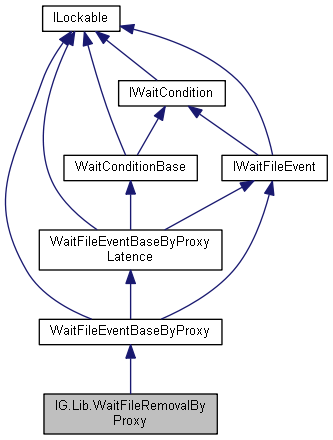 ILockable
IWaitCondition
WaitConditionBase
IWaitFileEvent
WaitFileEventBaseByProxy
Latence
WaitFileEventBaseByProxy
IG.Lib.WaitFileRemovalBy
Proxy